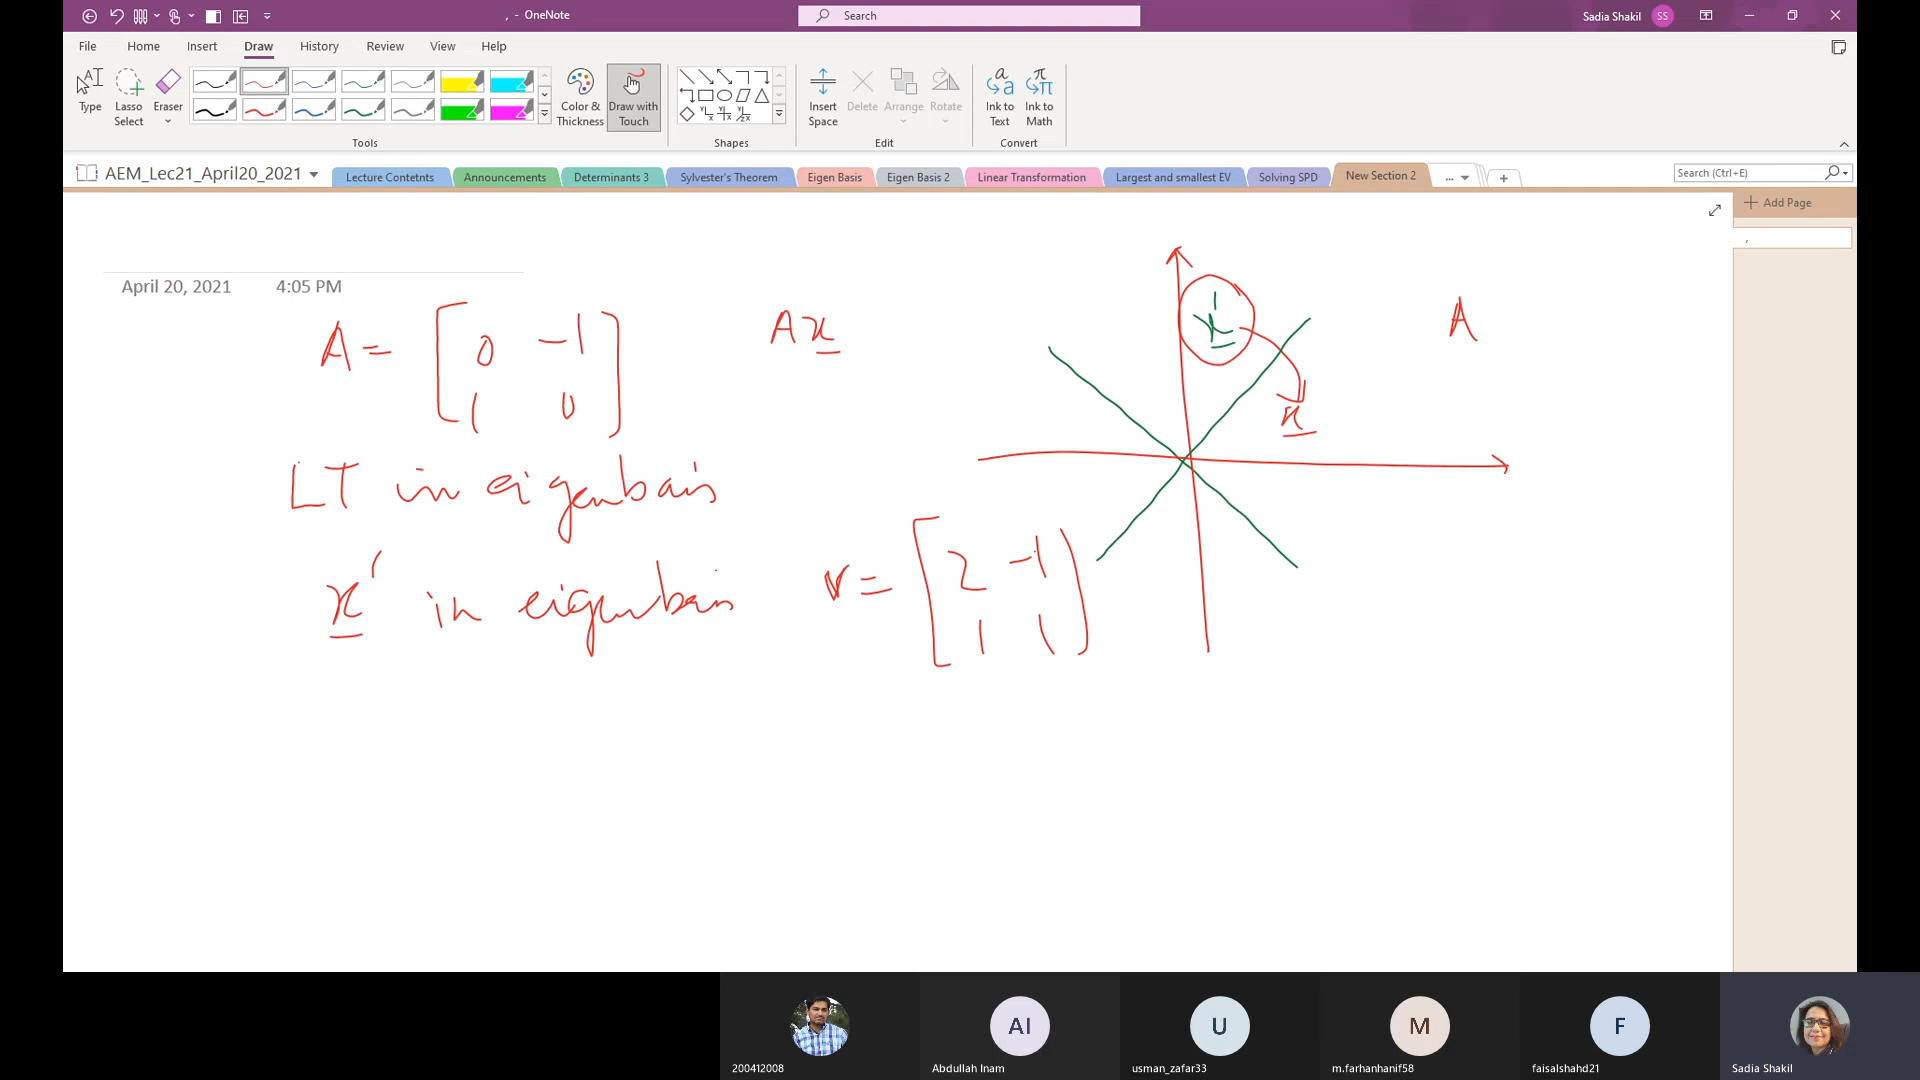 , - OneNote
Search
Sadia Shakil SS
File Home Insert Draw History Review View Help
Type
Lasso Select
Eraser
Color & Thickness
Draw with Touch
Insert Space
Delete
Arrange
Rotate
Ink to Text
Ink to Math
Tools
Shapes
Edit
Convert
AEM_Lec21_April20_2021
Lecture Contetnts
Announcements
Determinants 3
Sylvester's Theorem
Eigen Basis
Eigen Basis 2
Linear Transformation
Largest and smallest EV
Solving SPD
New Section 2
...
Search (Ctrl+E)
Add Page
,
April 20, 2021 4:05 PM
A = [0 -1
1 0]
A x
x'
x
A
LT in eigenbais
x' in eigenbais
v = [2 -1
1 1]
AI U M F
200412008
Abdullah Inam
usman_zafar33
m.farhanhanif58
faisalshahd21
Sadia Shakil